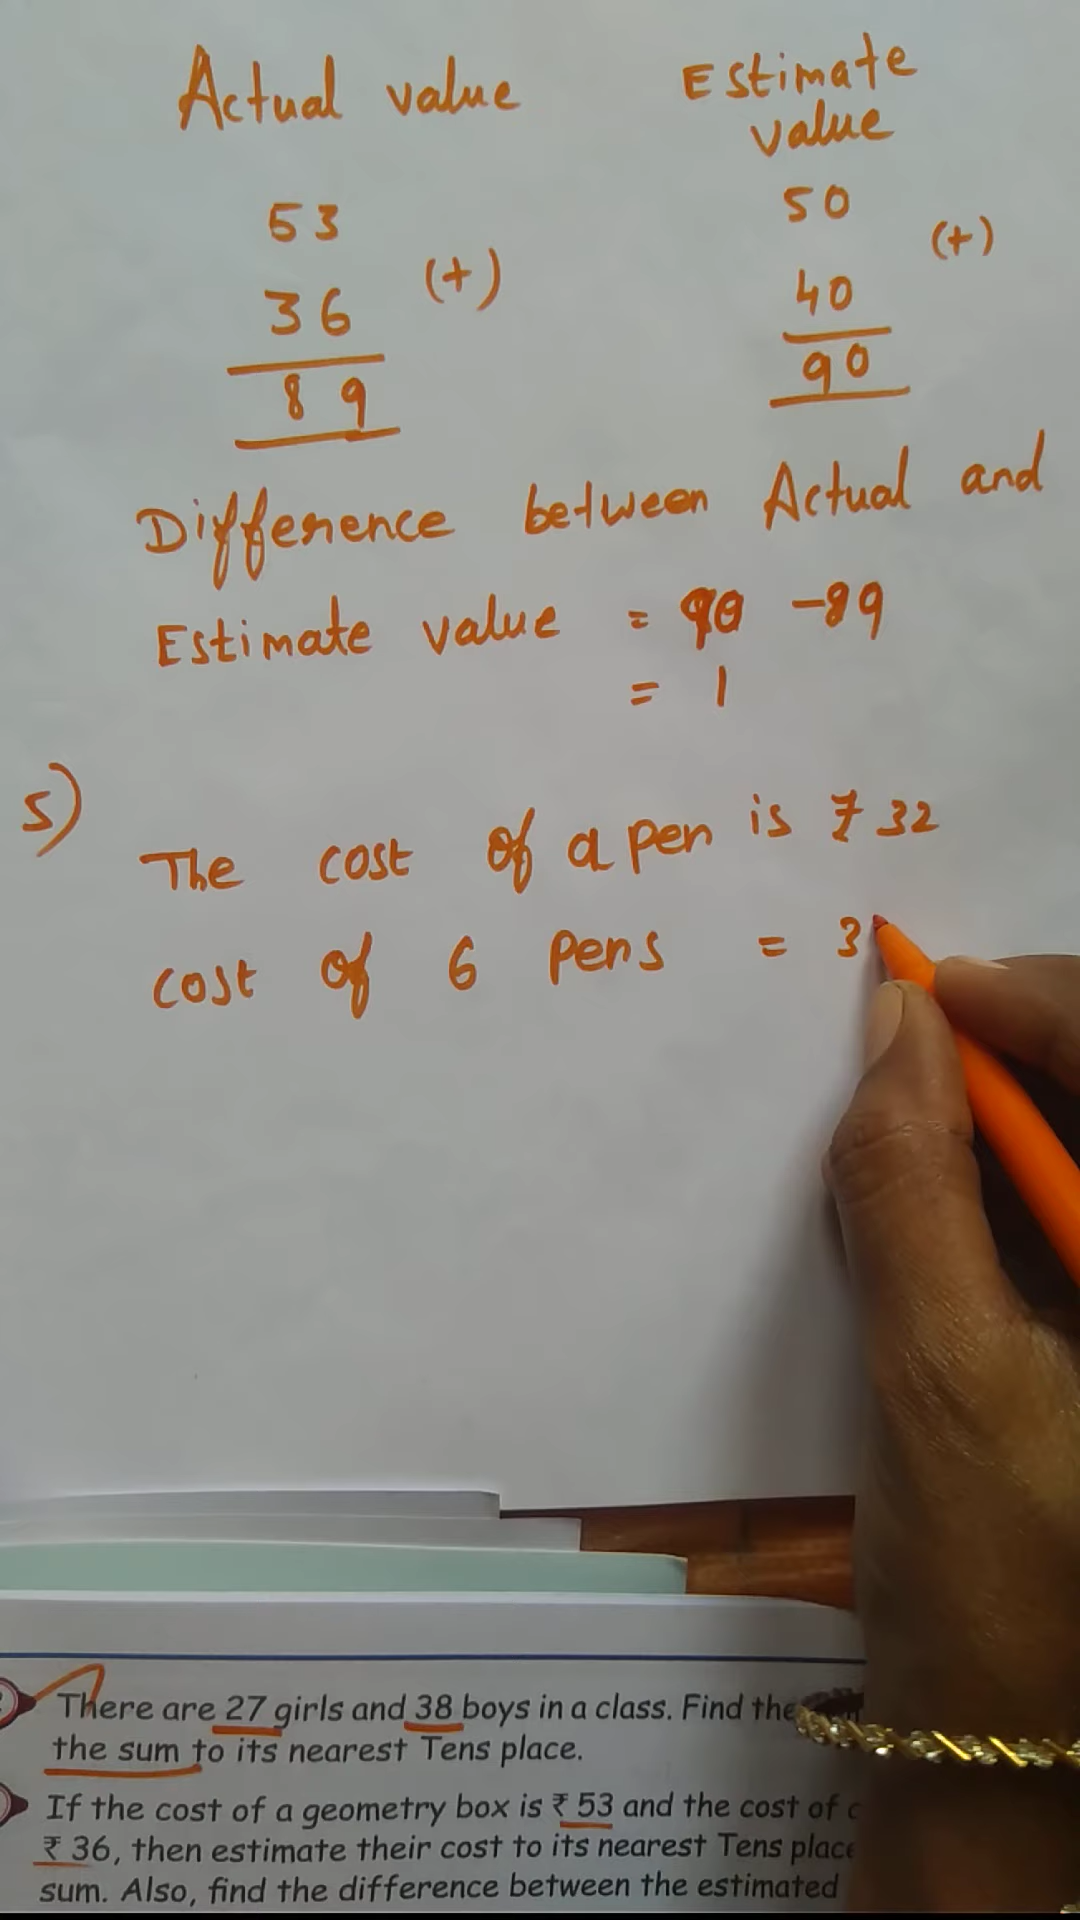 Actual value
Estimate
value
53
36 (+)
89
50
(+)
40
90
Difference between Actual and
Estimate value = 90 - 89
= 1
5)
The cost of a pen is ₹ 32
cost of 6 pens = 3
There are 27 girls and 38 boys in a class. Find the
the sum to its nearest Tens place.
If the cost of a geometry box is ₹ 53 and the cost of
₹ 36, then estimate their cost to its nearest Tens place
sum. Also, find the difference between the estimated